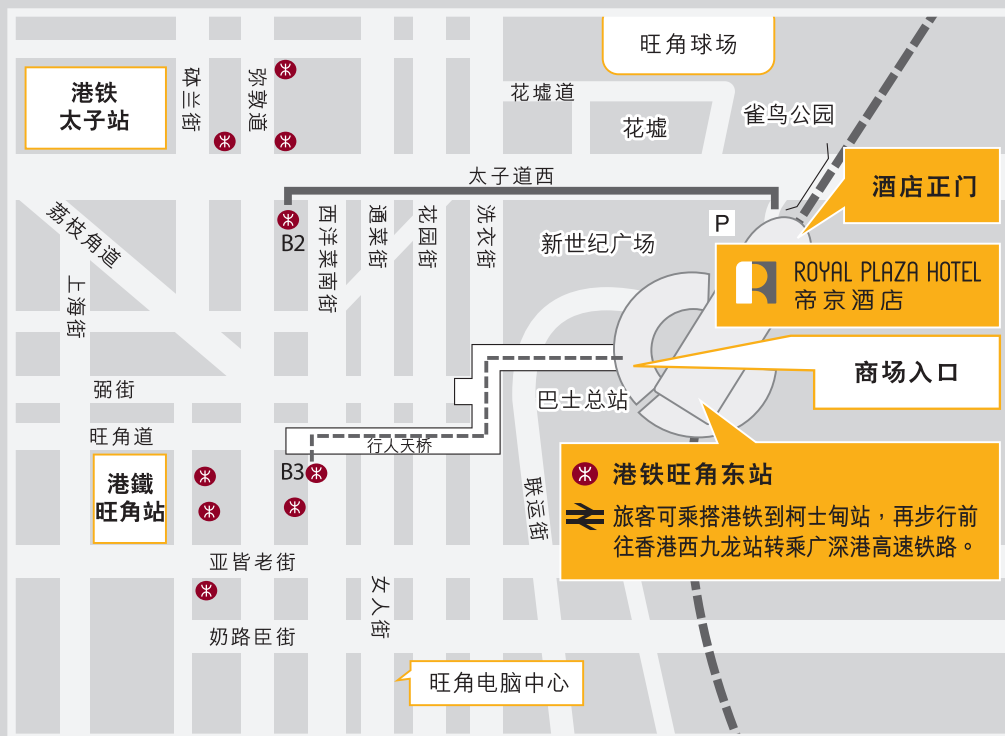 旺角球场
港铁
太子站
砵兰街
弥敦道
花墟道
花墟
雀鸟公园
太子道西
酒店正门
荔枝角道
B2
西洋菜南街
通菜街
花园街
洗衣街
P
新世纪广场
ROYAL PLAZA HOTEL
帝京酒店
上海街
商场入口
弼街
巴士总站
旺角道
行人天桥
B3
港鐵
旺角站
联运街
港铁旺角东站
旅客可乘搭港铁到柯士甸站，再步行前
往香港西九龙站转乘广深港高速铁路。
亚皆老街
女人街
奶路臣街
旺角电脑中心